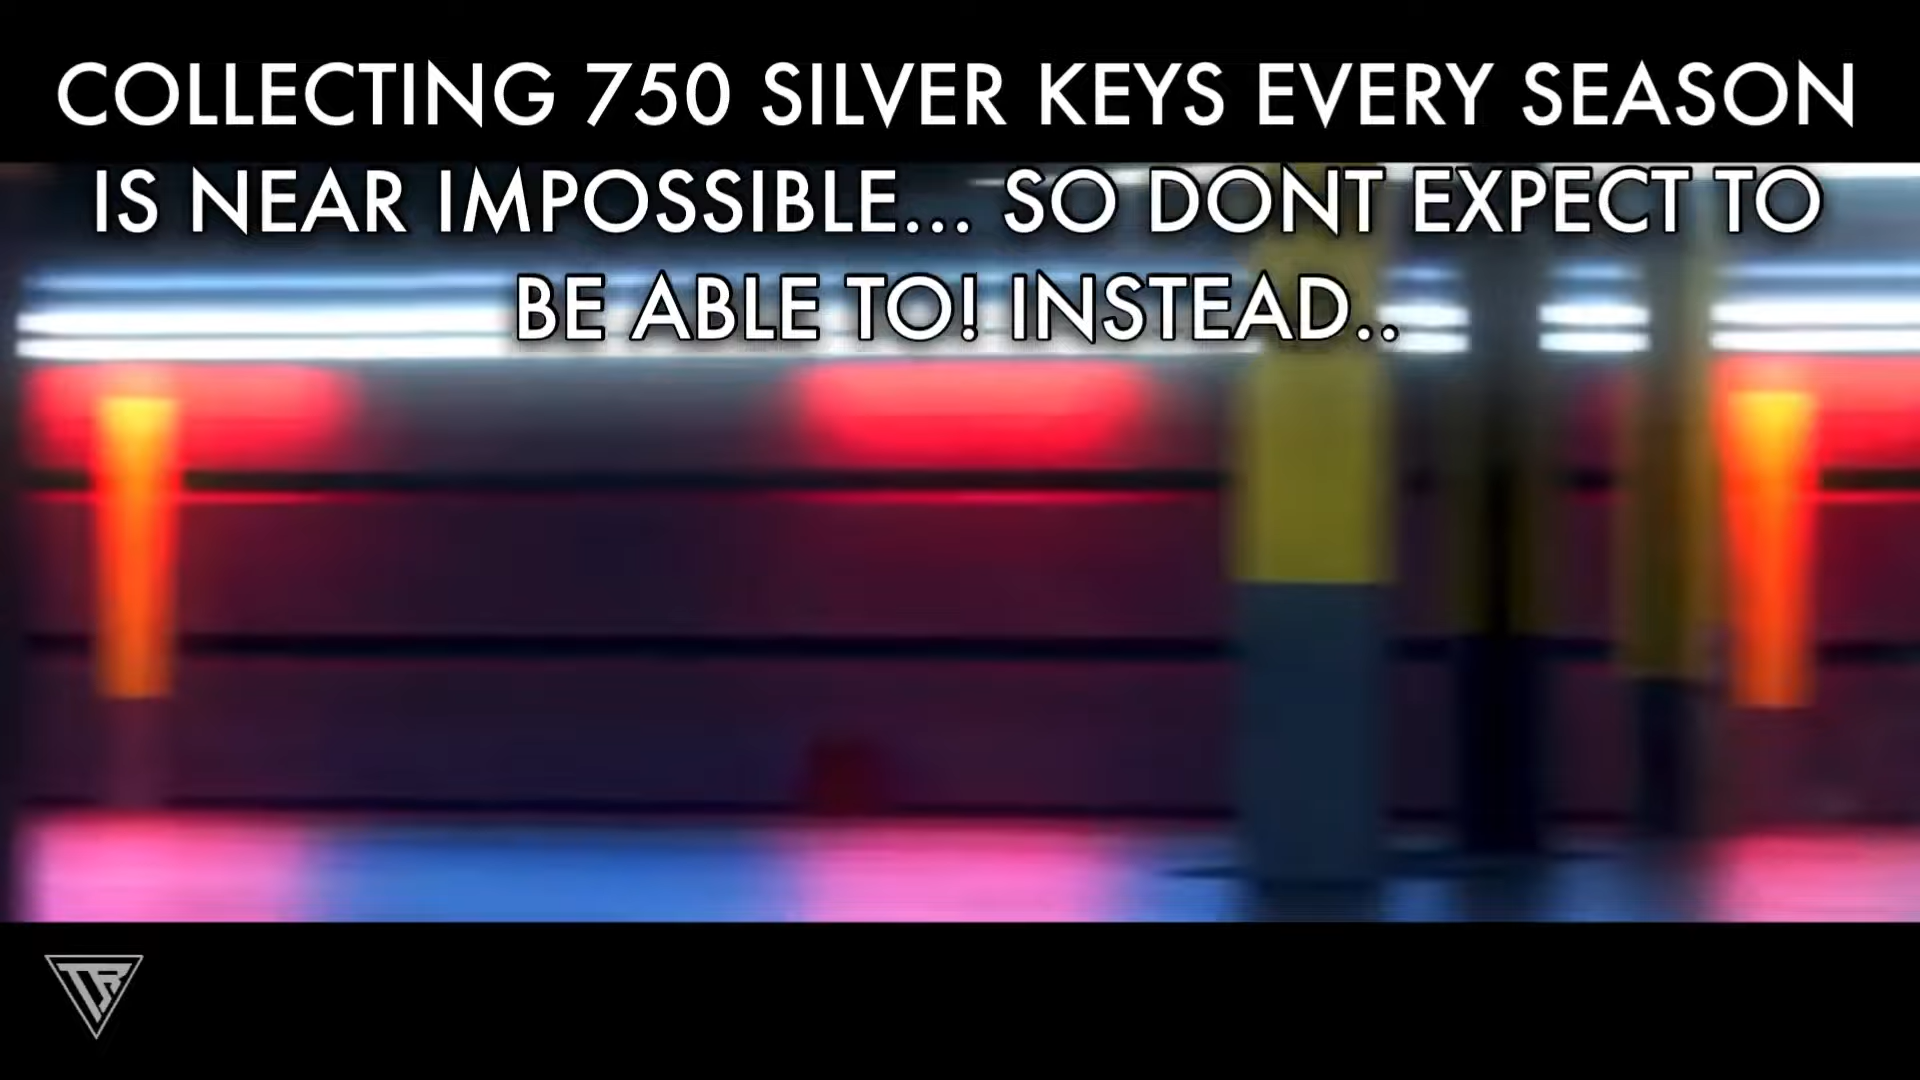 COLLECTING 750 SILVER KEYS EVERY SEASON
IS NEAR IMPOSSIBLE... SO DONT EXPECT TO
BE ABLE TO! INSTEAD..